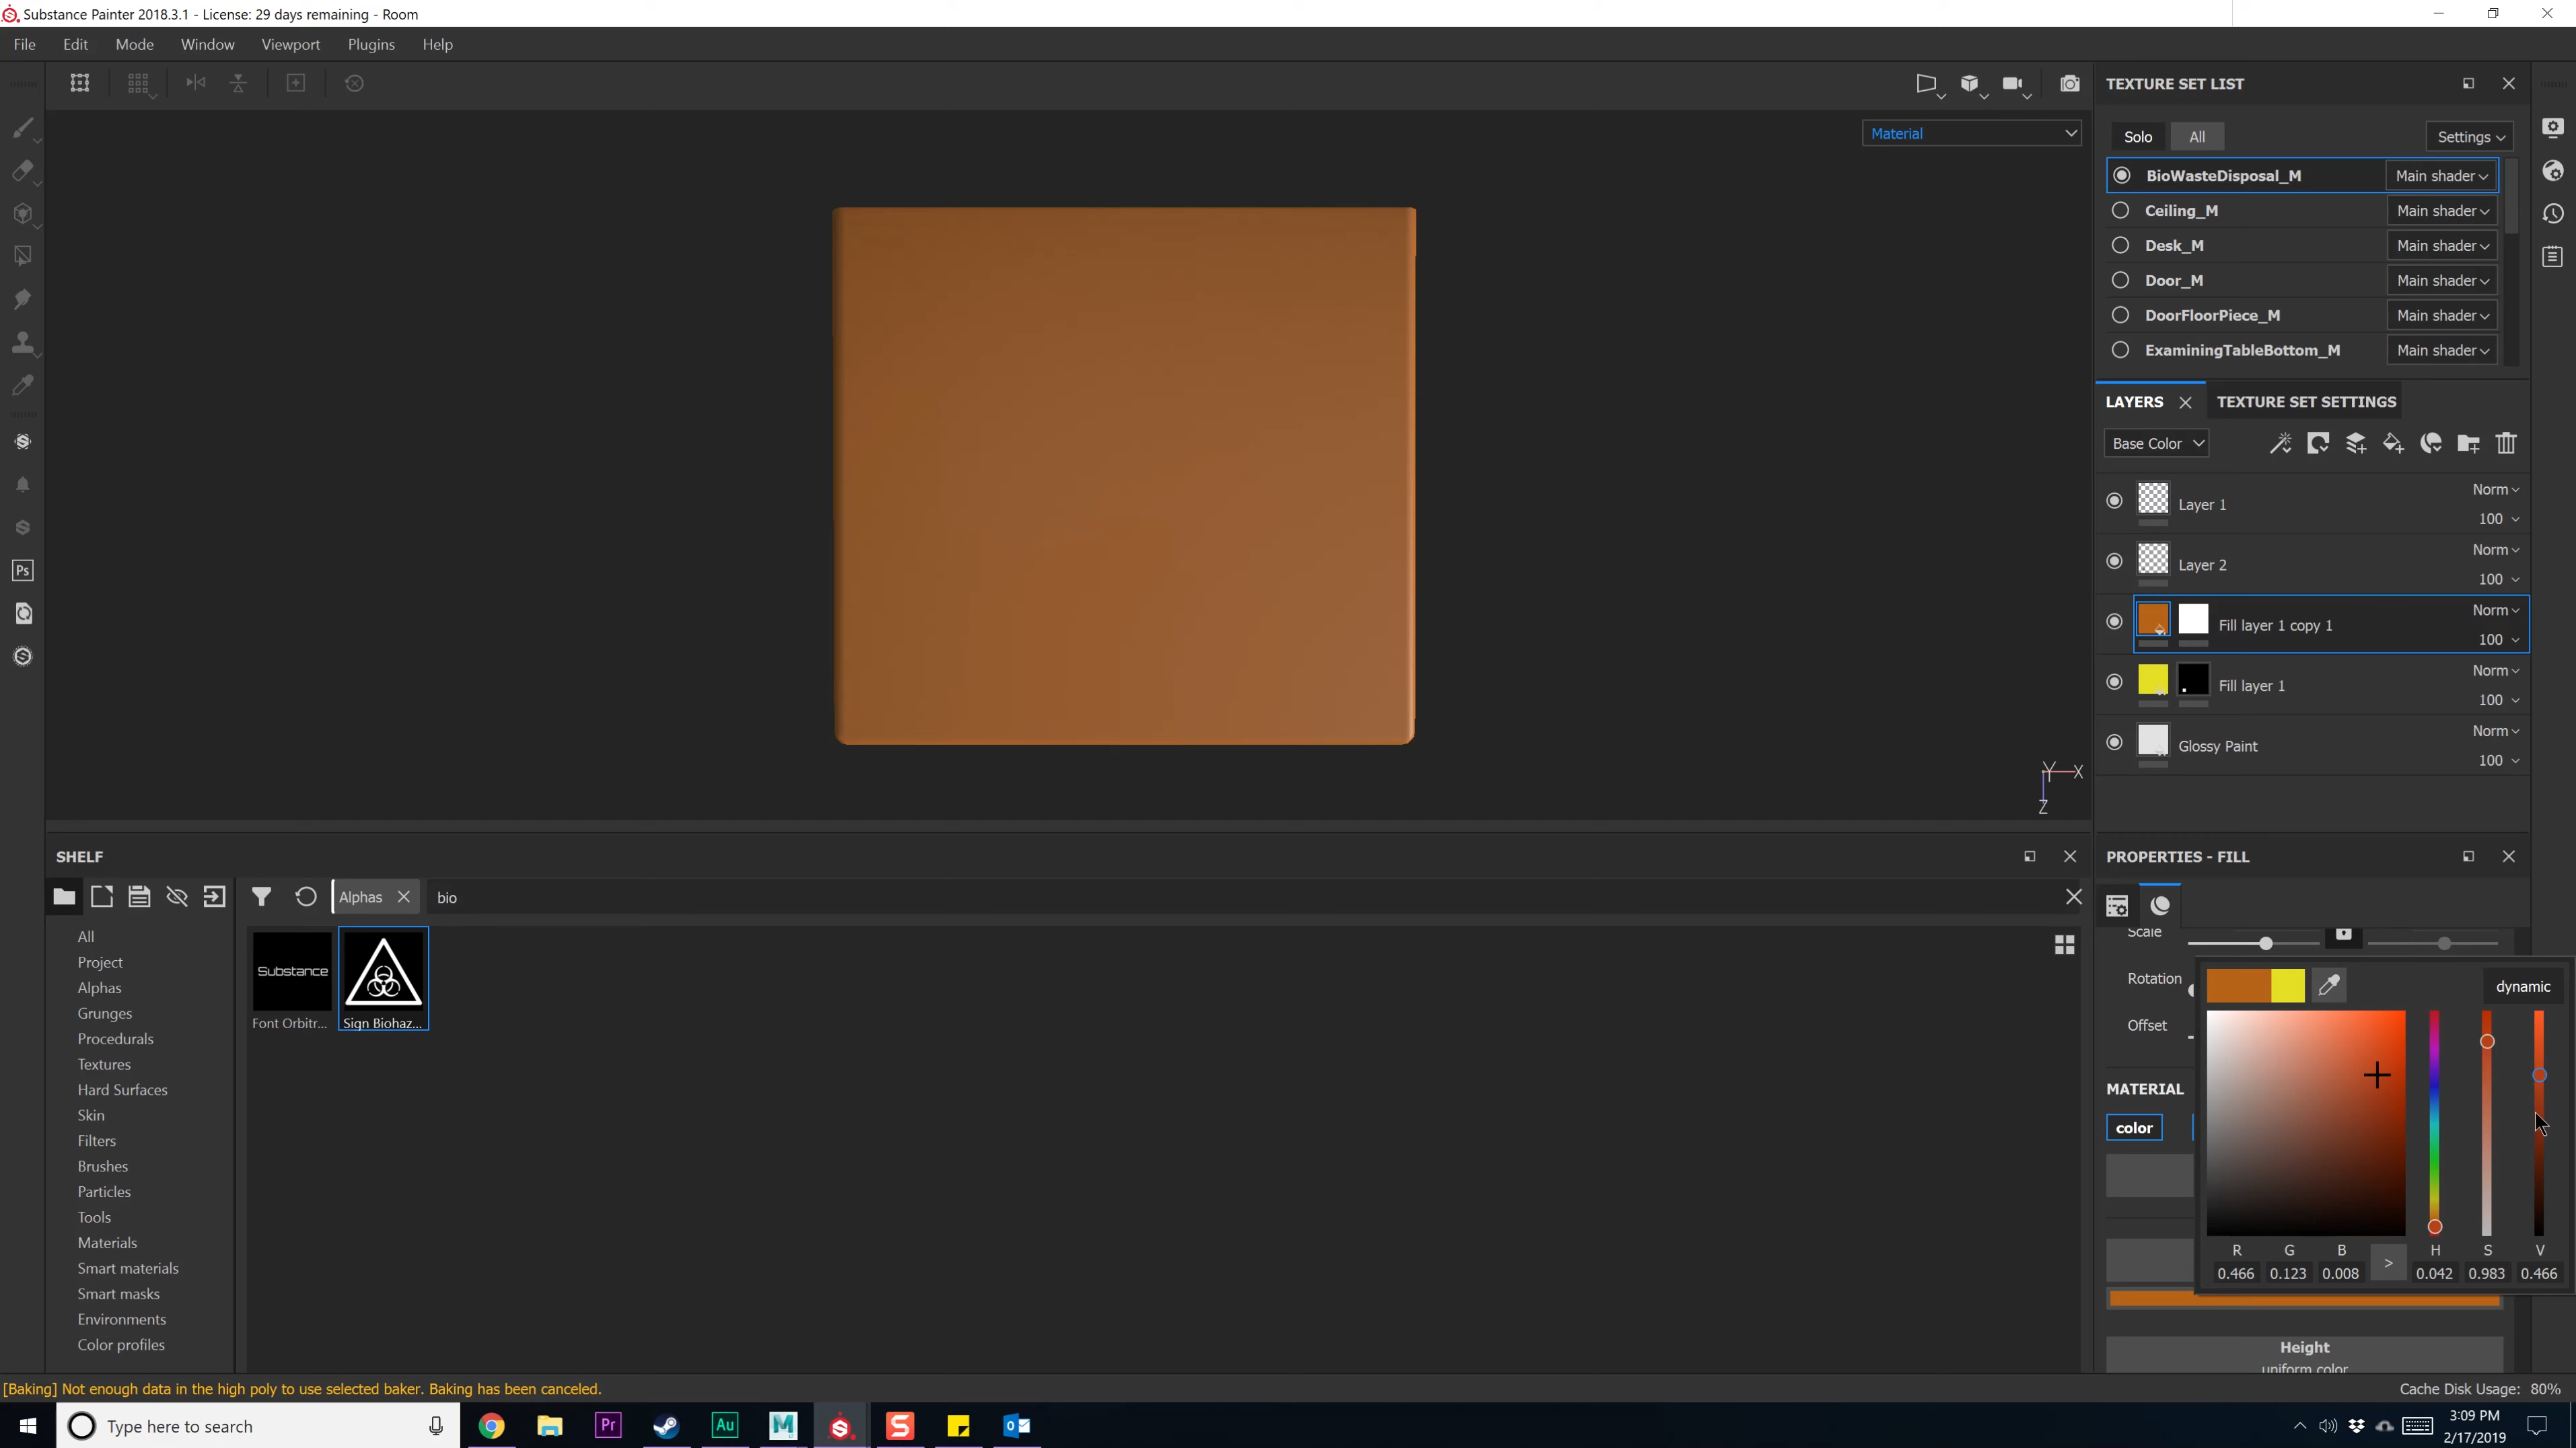 Substance Painter 2018.3.1 - License: 29 days remaining - Room
File Edit Mode Window Viewport Plugins Help
Material
Y X
Z
TEXTURE SET LIST
Solo All Settings
BioWasteDisposal_M Main shader
Ceiling_M Main shader
Desk_M Main shader
Door_M Main shader
DoorFloorPiece_M Main shader
ExaminingTableBottom_M Main shader
LAYERS TEXTURE SET SETTINGS
Base Color
Norm
Layer 1
100
Norm
Layer 2
100
Norm
Fill layer 1 copy 1
100
Norm
Fill layer 1
100
Norm
Glossy Paint
100
SHELF
Alphas bio
All
Project
Alphas
Grunges
Procedurals
Textures
Hard Surfaces
Skin
Filters
Brushes
Particles
Tools
Materials
Smart materials
Smart masks
Environments
Color profiles
Substance
Font Orbitr... Sign Biohaz...
PROPERTIES - FILL
Scale
Rotation
Offset
MATERIAL
color
dynamic
R G B > H S V
0.466 0.123 0.008 0.042 0.983 0.466
Height
uniform color
[Baking] Not enough data in the high poly to use selected baker. Baking has been canceled.
Cache Disk Usage: 80%
Ps
Type here to search
Pr
Au
M
S
3:09 PM
2/17/2019